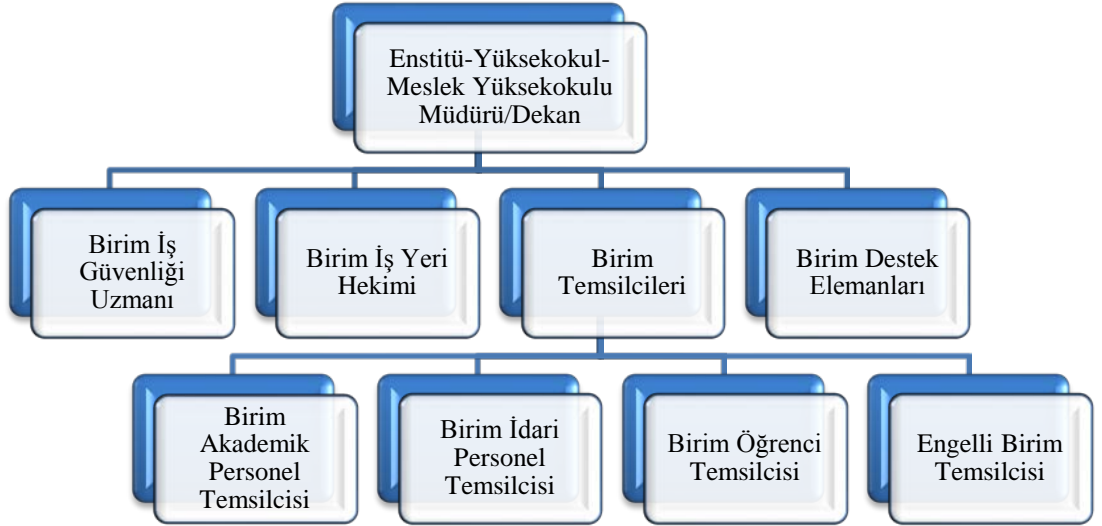 Enstitü-Yüksekokul-
Meslek Yüksekokulu
Müdürü/Dekan
Birim İş
Güvenliği
Uzmanı
Birim İş Yeri
Hekimi
Birim
Temsilcileri
Birim Destek
Elemanları
Birim
Akademik
Personel
Temsilcisi
Birim İdari
Personel
Temsilcisi
Birim Öğrenci
Temsilcisi
Engelli Birim
Temsilcisi